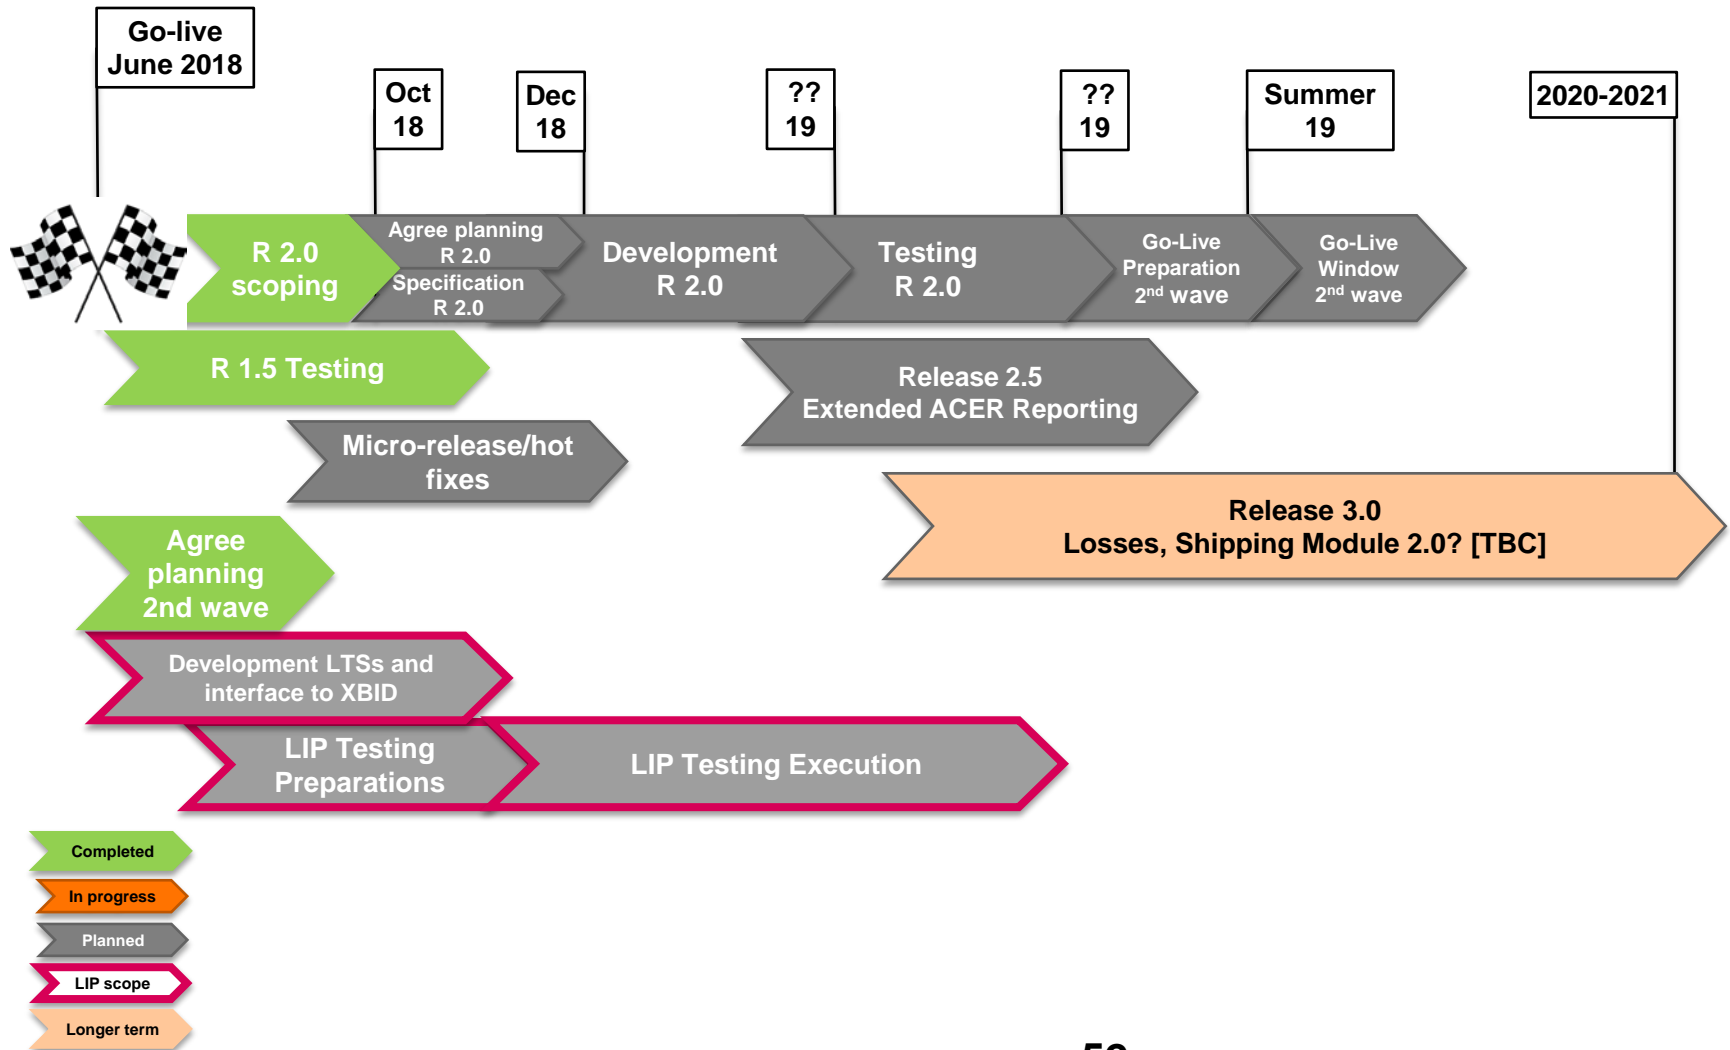 Go-live
June 2018
Oct
18
Dec
18
??
19
??
19
Summer
19
2020-2021
R 2.0
scoping
Agree planning
R 2.0
Specification
R 2.0
Development
R 2.0
Testing
R 2.0
Go-Live
Preparation
2nd wave
Go-Live
Window
2nd wave
R 1.5 Testing
Release 2.5
Extended ACER Reporting
Micro-release/hot
fixes
Release 3.0
Losses, Shipping Module 2.0? [TBC]
Agree
planning
2nd wave
Development LTSs and
interface to XBID
LIP Testing
Preparations
LIP Testing Execution
Completed
In progress
Planned
LIP scope
Longer term